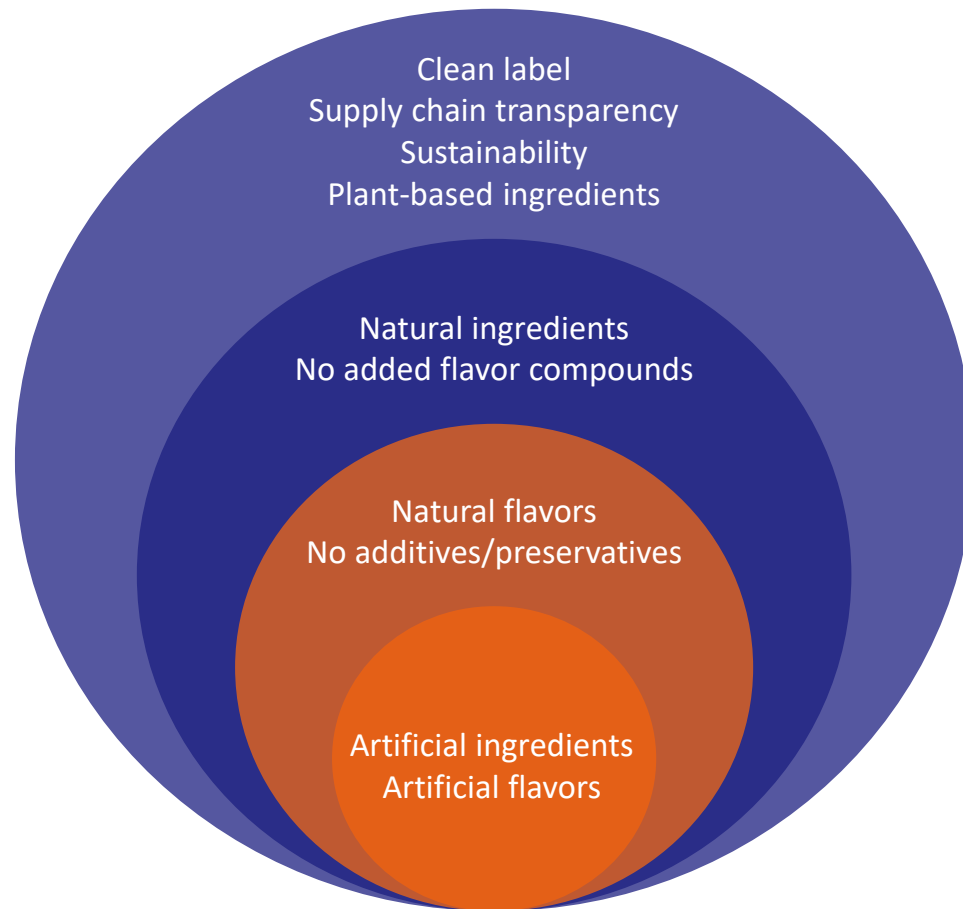 Clean label
Supply chain transparency
Sustainability
Plant-based ingredients
Natural ingredients
No added flavor compounds
Natural flavors
No additives/preservatives
Artificial ingredients
Artificial flavors